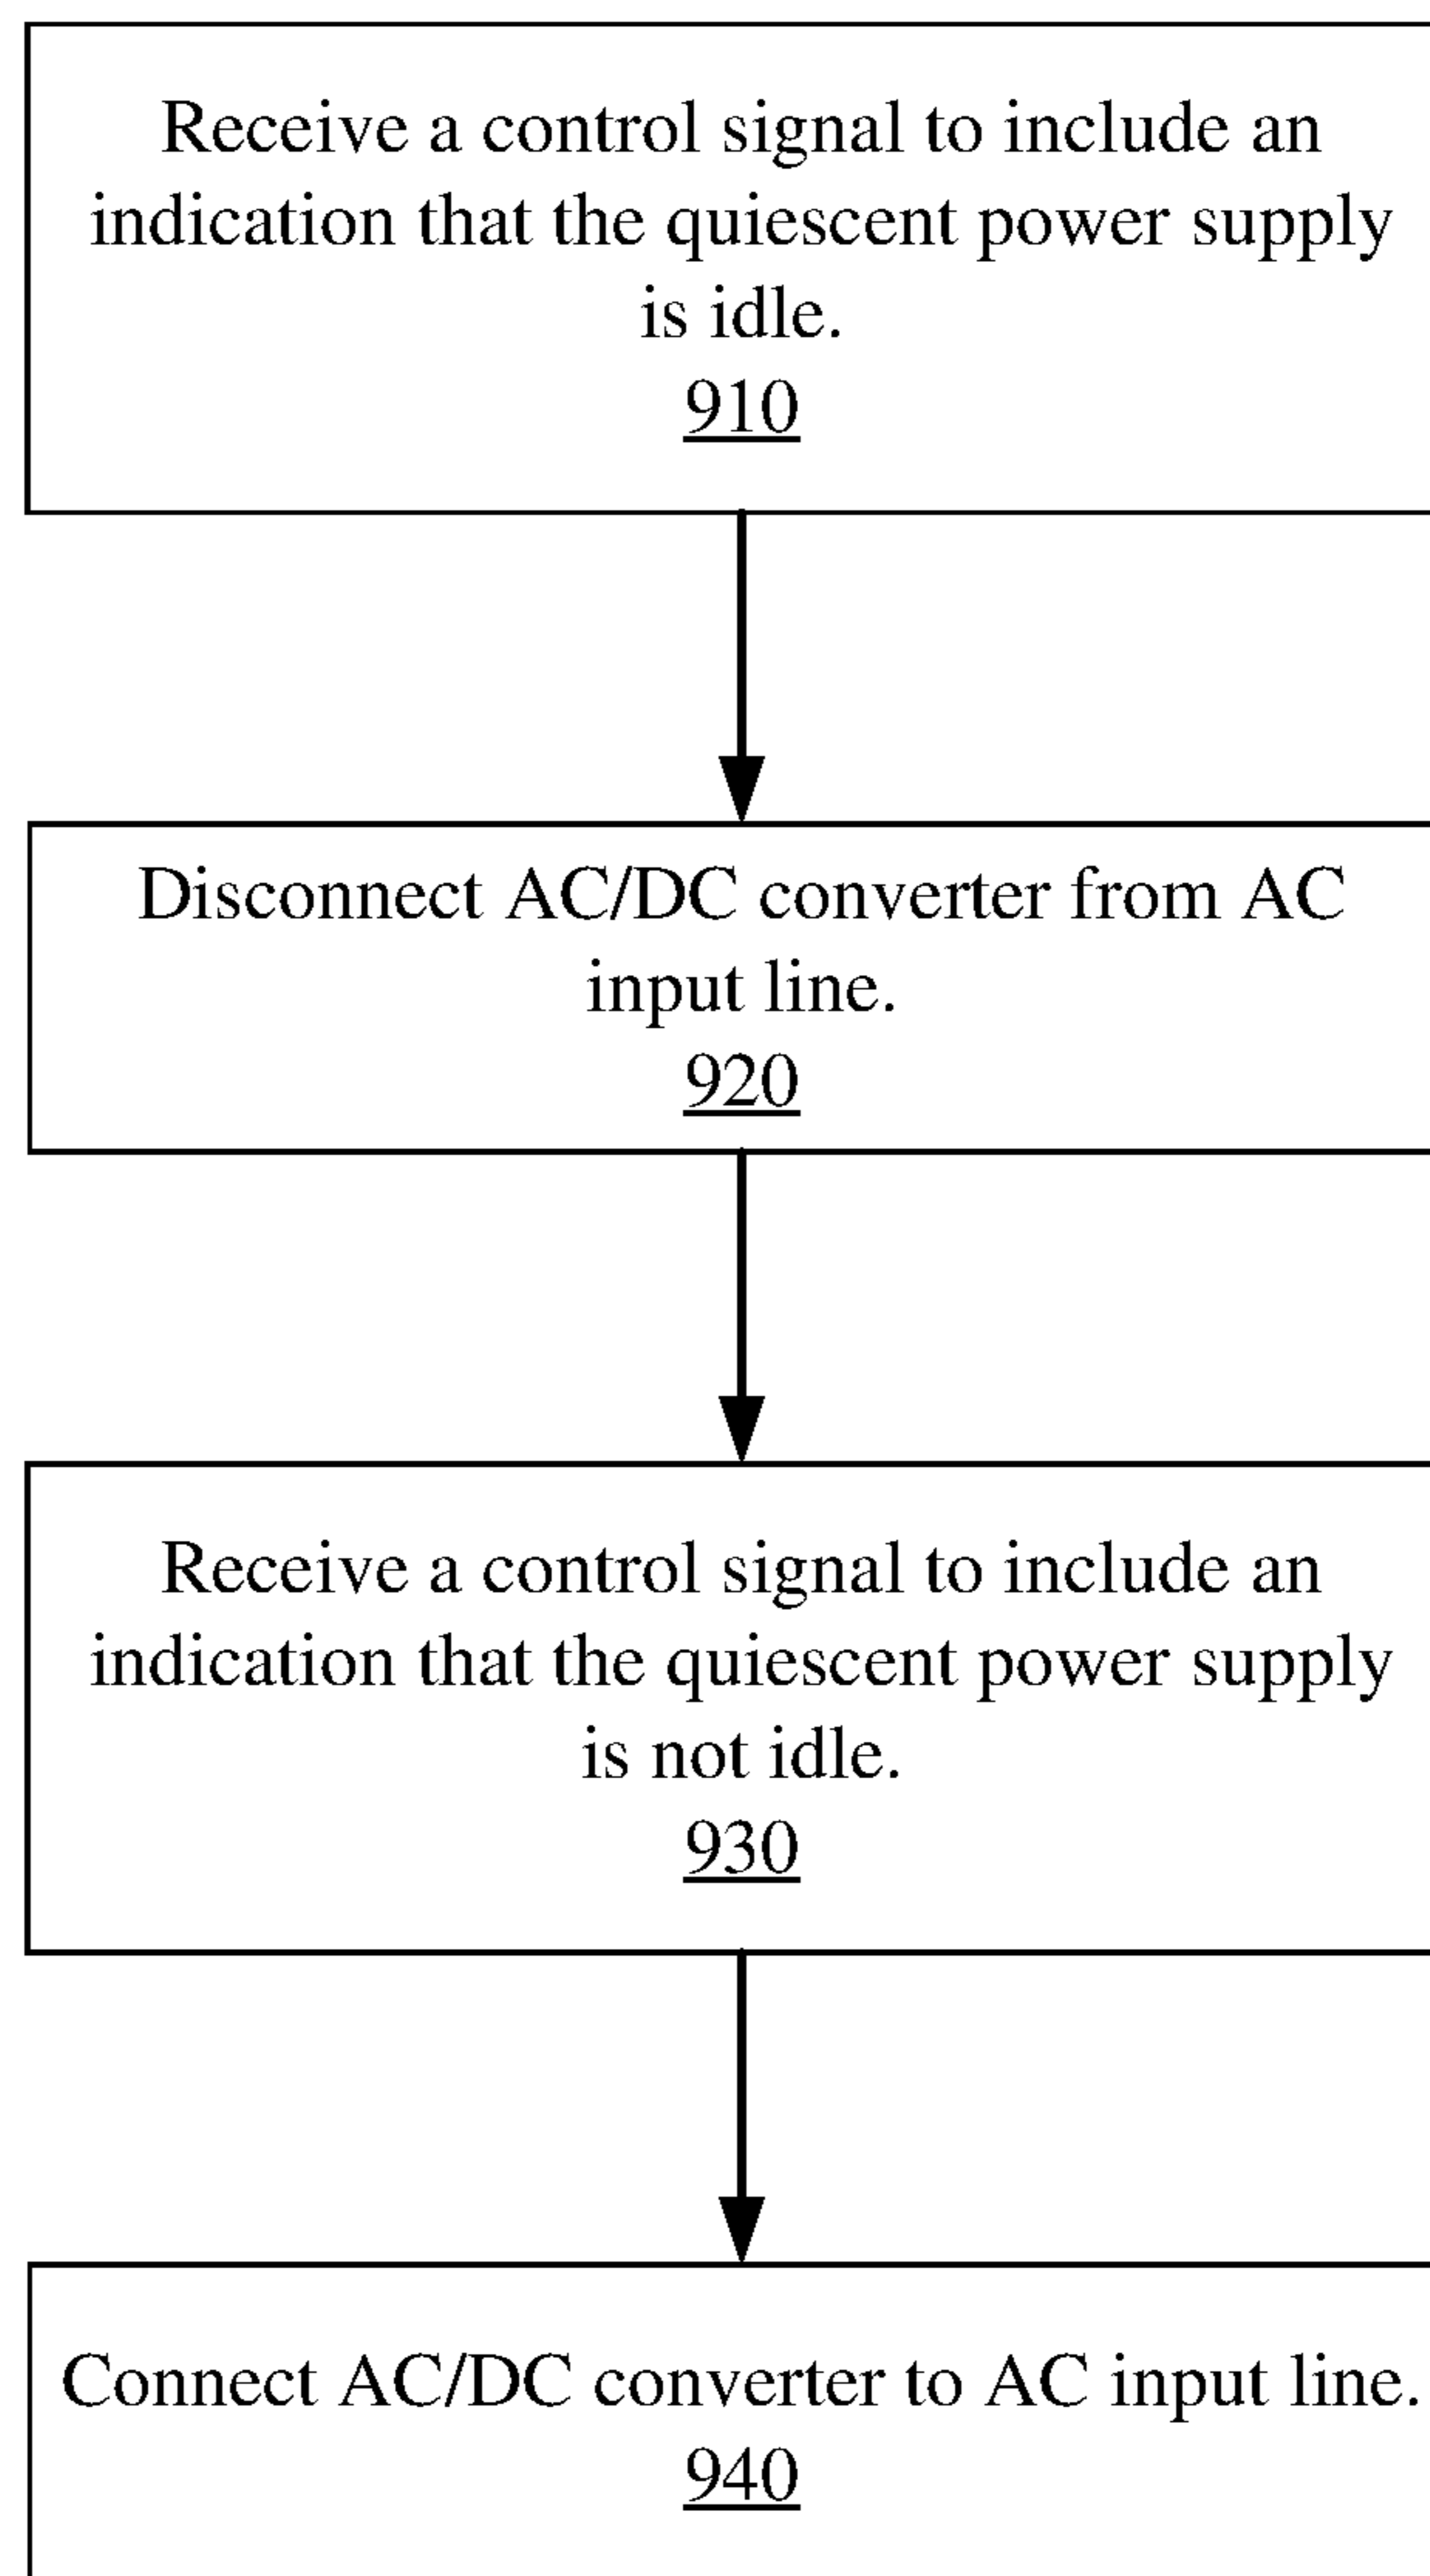 Receive a control signal to include an
indication that the quiescent power supply
is idle.
910
Disconnect AC/DC converter from AC
input line.
920
Receive a control signal to include an
indication that the quiescent power supply
is not idle.
930
Connect AC/DC converter to AC input line.
940